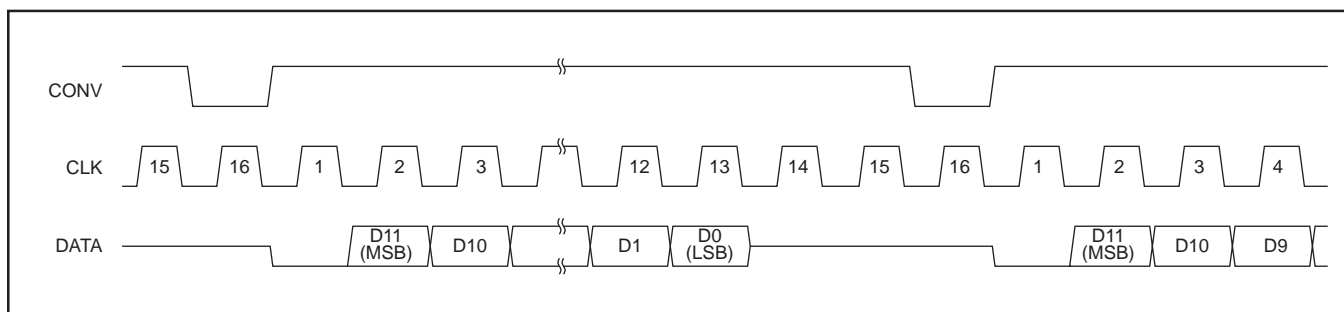 CONV
CLK 15 16 1 2 3 12 13 14 15 16 1 2 3 4
DATA D11 (MSB) D10 D1 D0 (LSB) D11 (MSB) D10 D9